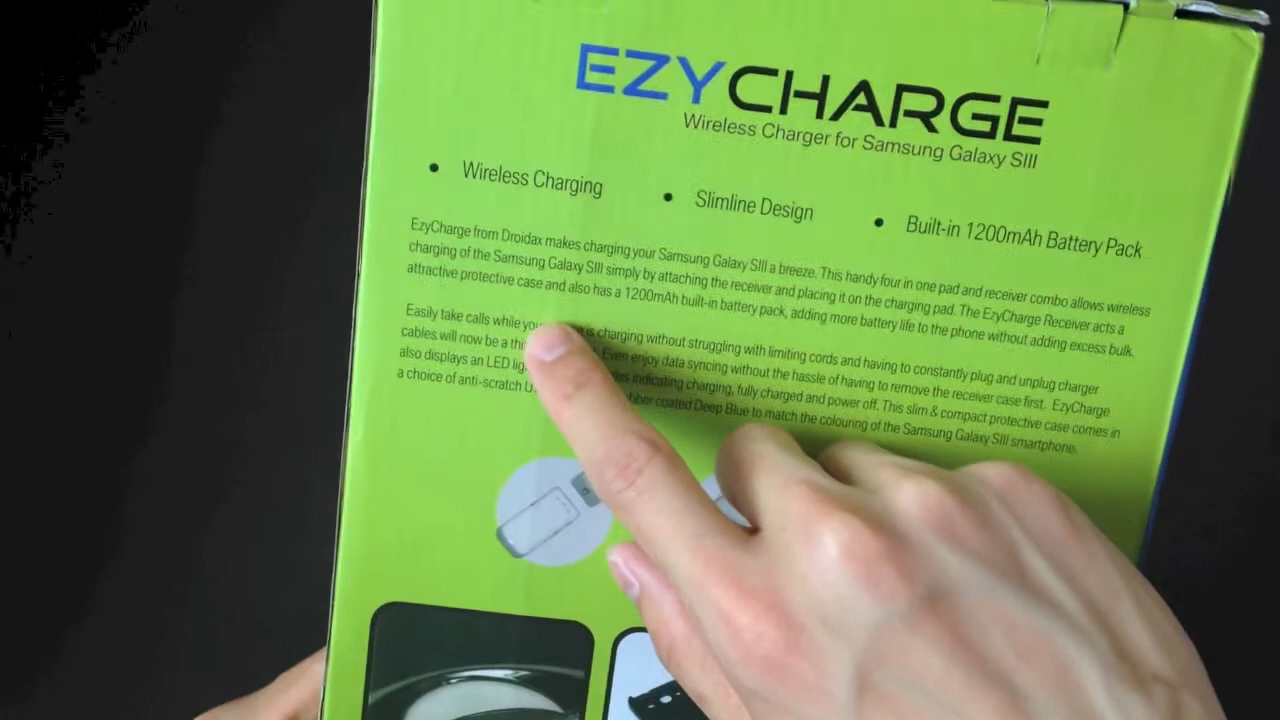 EZYCHARGE
Wireless Charger for Samsung Galaxy SIII
• Wireless Charging
• Slimline Design
• Built-in 1200mAh Battery Pack
EzyCharge from Droidax makes charging your Samsung Galaxy SIII a breeze. This handy four in one pad and receiver combo allows wireless
charging of the Samsung Galaxy SIII simply by attaching the receiver and placing it on the charging pad. The EzyCharge Receiver acts a
attractive protective case and also has a 1200mAh built-in battery pack, adding more battery life to the phone without adding excess bulk.
Easily take calls while is charging without struggling with limiting cords and having to constantly plug and unplug charger
cables will now be a Even enjoy data syncing without the hassle of having to remove the receiver case first. EzyCharge
also displays an LED indicating charging, fully charged and power off. This slim & compact protective case comes in
a choice of anti-scratch coated Deep Blue to match the colouring of the Samsung Galaxy SIII smartphone.